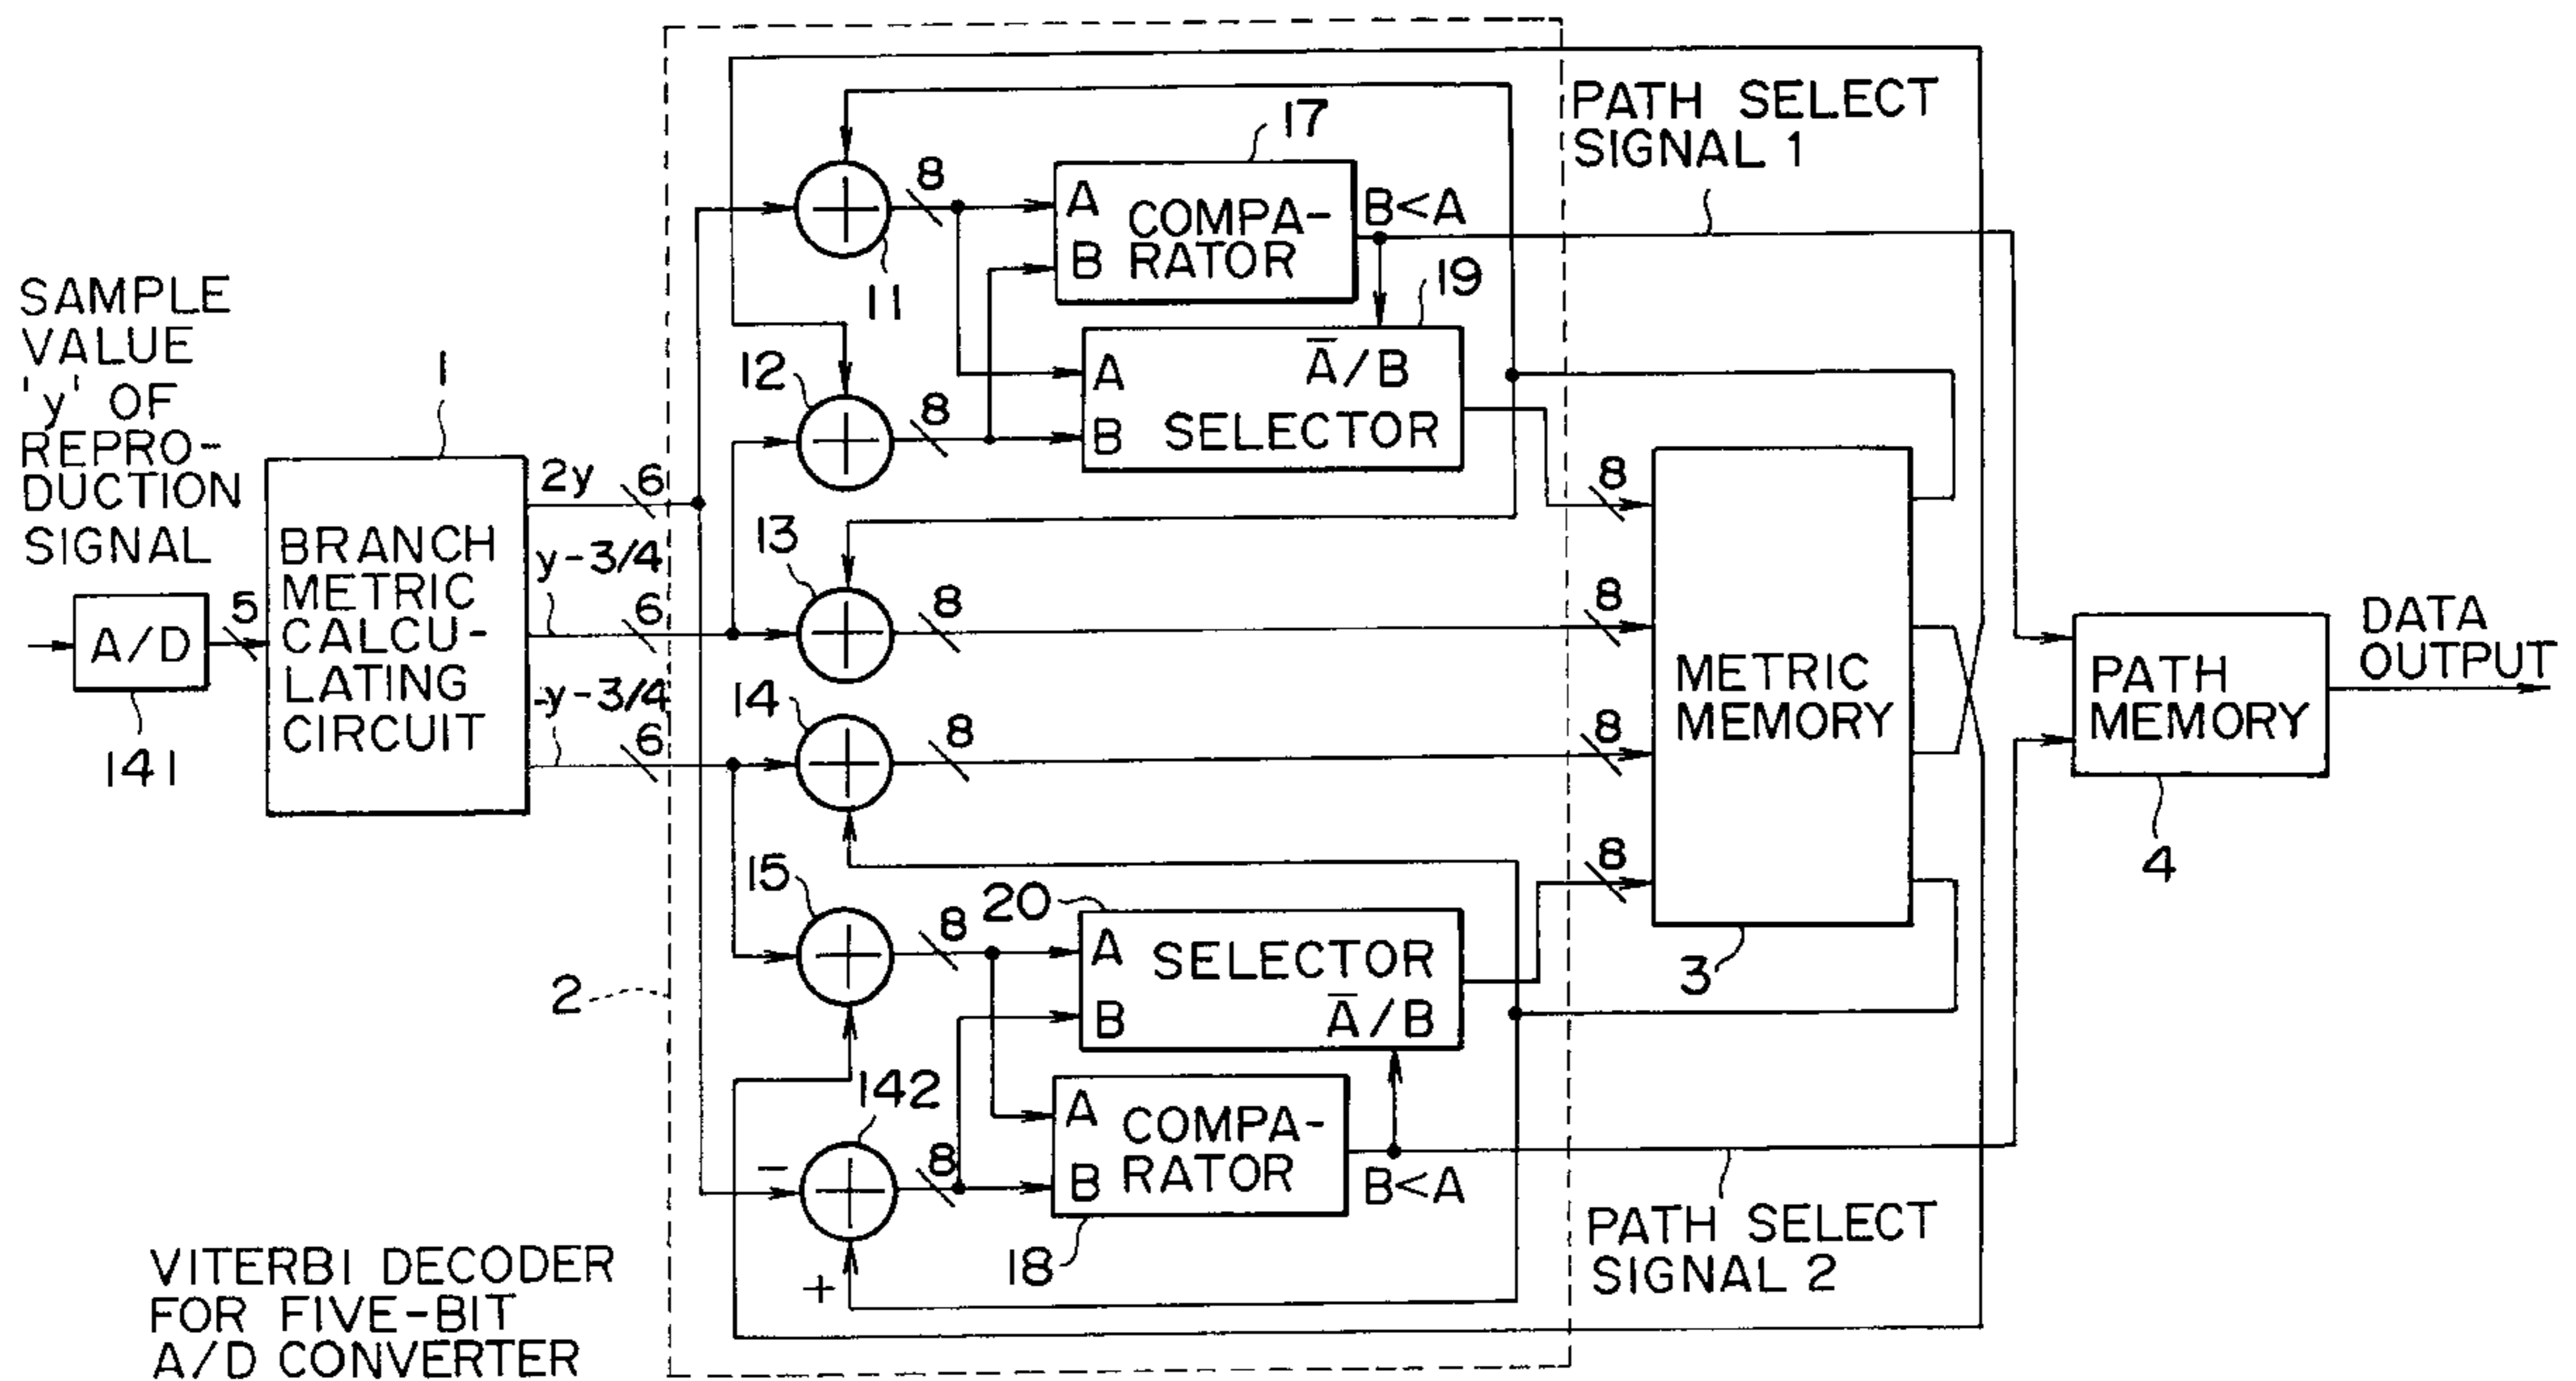 SAMPLE
VALUE
'y' OF
REPRO-
DUCTION
SIGNAL
A/D
141
5
1
BRANCH
METRIC
CALCU-
LATING
CIRCUIT
2y
6
y-3/4
6
-y-3/4
6
2
11
8
12
8
13
8
14
8
15
8
142
-
+
8
17
A
B
COMPA-
RATOR
B<A
19
A
B
A̅/B
SELECTOR
20
A
B
SELECTOR
A̅/B
A
B
COMPA-
RATOR
18
B<A
PATH SELECT
SIGNAL 1
8
8
8
8
METRIC
MEMORY
3
PATH
MEMORY
4
DATA
OUTPUT
PATH SELECT
SIGNAL 2
VITERBI DECODER
FOR FIVE-BIT
A/D CONVERTER